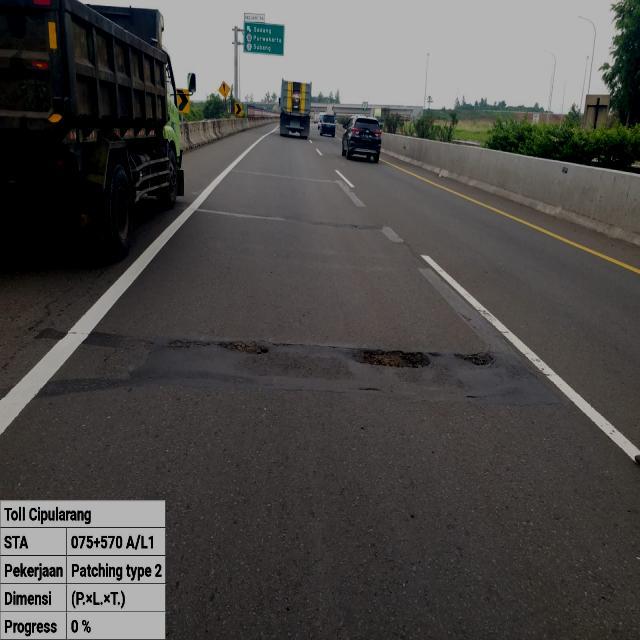 Sadang
Purwakarta
Subang
Toll Cipularang
STA 075+570 A/L1
Pekerjaan Patching type 2
Dimensi (P.×L.×T.)
Progress 0 %